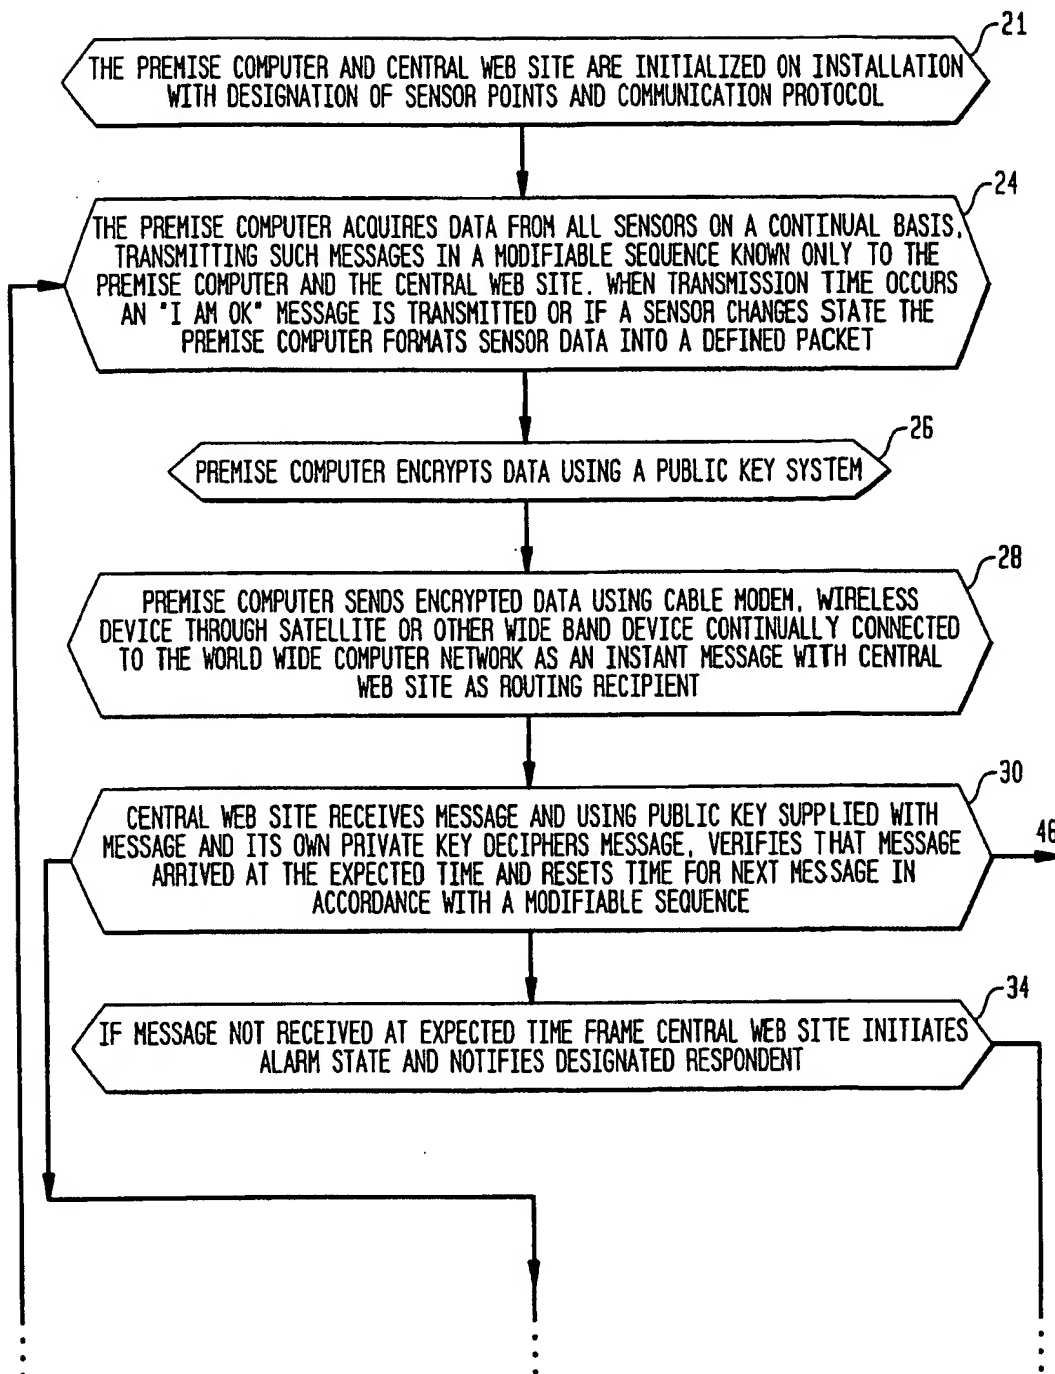 21
THE PREMISE COMPUTER AND CENTRAL WEB SITE ARE INITIALIZED ON INSTALLATION
WITH DESIGNATION OF SENSOR POINTS AND COMMUNICATION PROTOCOL
24
THE PREMISE COMPUTER ACQUIRES DATA FROM ALL SENSORS ON A CONTINUAL BASIS,
TRANSMITTING SUCH MESSAGES IN A MODIFIABLE SEQUENCE KNOWN ONLY TO THE
PREMISE COMPUTER AND THE CENTRAL WEB SITE. WHEN TRANSMISSION TIME OCCURS
AN "I AM OK" MESSAGE IS TRANSMITTED OR IF A SENSOR CHANGES STATE THE
PREMISE COMPUTER FORMATS SENSOR DATA INTO A DEFINED PACKET
26
PREMISE COMPUTER ENCRYPTS DATA USING A PUBLIC KEY SYSTEM
28
PREMISE COMPUTER SENDS ENCRYPTED DATA USING CABLE MODEM, WIRELESS
DEVICE THROUGH SATELLITE OR OTHER WIDE BAND DEVICE CONTINUALLY CONNECTED
TO THE WORLD WIDE COMPUTER NETWORK AS AN INSTANT MESSAGE WITH CENTRAL
WEB SITE AS ROUTING RECIPIENT
30
CENTRAL WEB SITE RECEIVES MESSAGE AND USING PUBLIC KEY SUPPLIED WITH
MESSAGE AND ITS OWN PRIVATE KEY DECIPHERS MESSAGE, VERIFIES THAT MESSAGE
ARRIVED AT THE EXPECTED TIME AND RESETS TIME FOR NEXT MESSAGE IN
ACCORDANCE WITH A MODIFIABLE SEQUENCE
46
34
IF MESSAGE NOT RECEIVED AT EXPECTED TIME FRAME CENTRAL WEB SITE INITIATES
ALARM STATE AND NOTIFIES DESIGNATED RESPONDENT